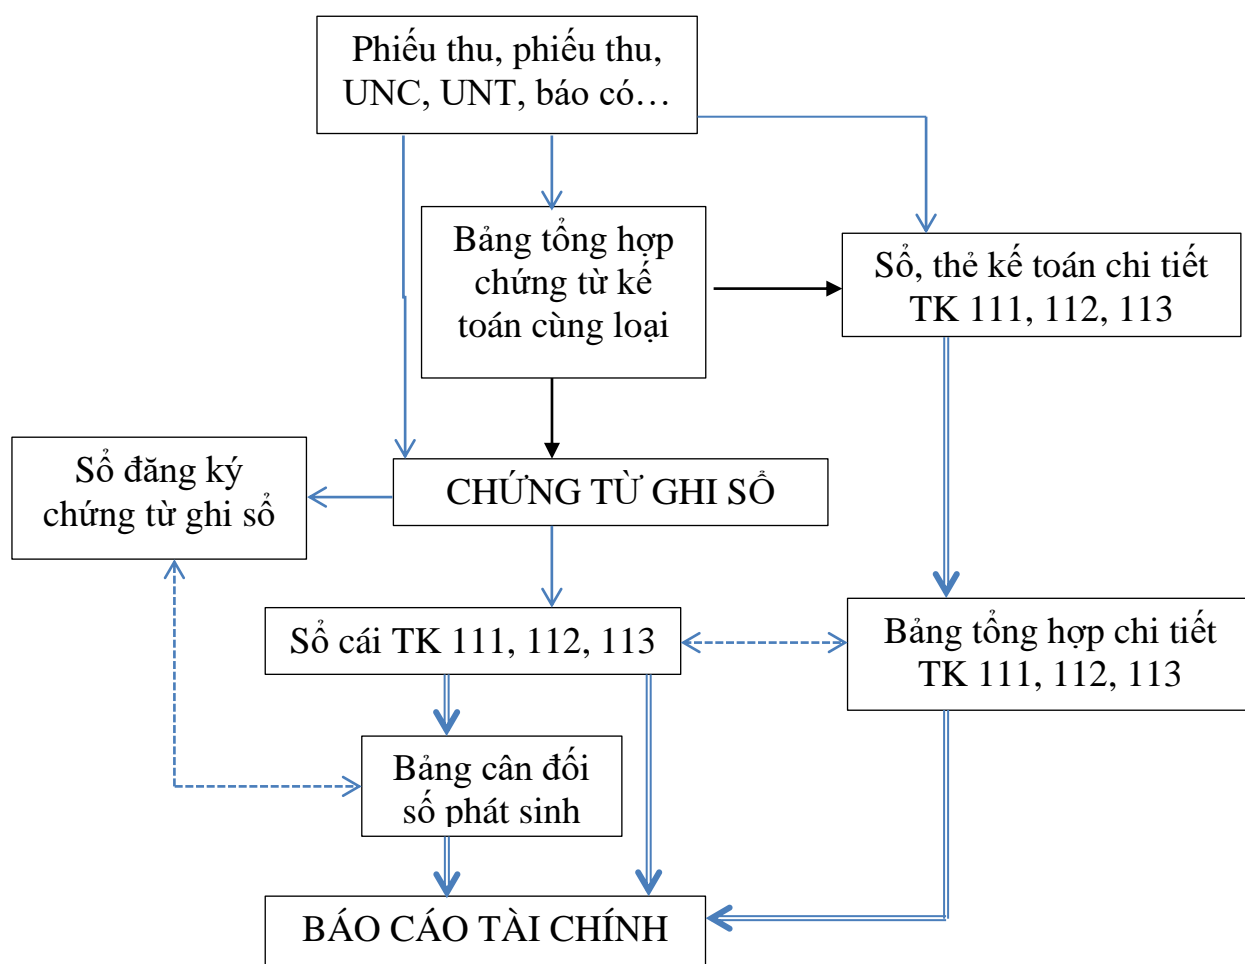 Phiếu thu, phiếu thu,
UNC, UNT, báo có…
Bảng tổng hợp
chứng từ kế
toán cùng loại
Sổ, thẻ kế toán chi tiết
TK 111, 112, 113
Sổ đăng ký
chứng từ ghi sổ
CHỨNG TỪ GHI SỔ
Sổ cái TK 111, 112, 113
Bảng tổng hợp chi tiết
TK 111, 112, 113
Bảng cân đối
số phát sinh
BÁO CÁO TÀI CHÍNH